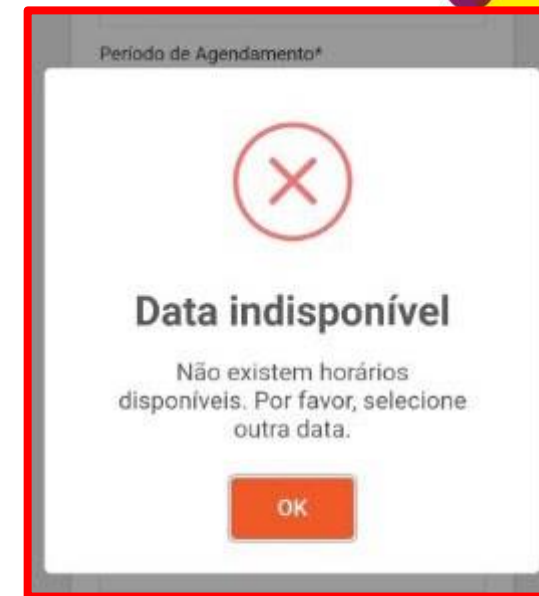 Período de Agendamento*
Data indisponível
Não existem horários
disponíveis. Por favor, selecione
outra data.
OK